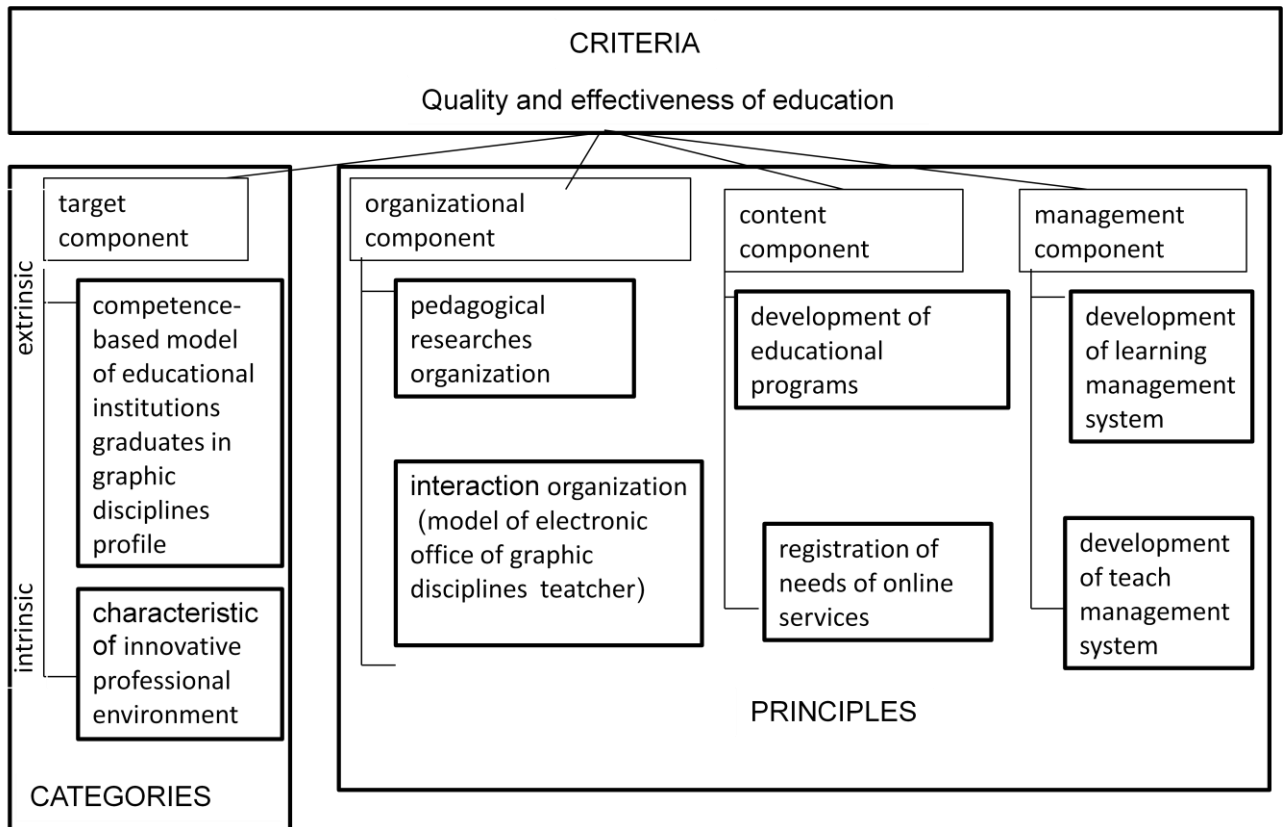 CRITERIA
Quality and effectiveness of education
target
component
extrinsic
competence-
based model
of educational
institutions
graduates in
graphic
disciplines
profile
intrinsic
characteristic
of innovative
professional
environment
CATEGORIES
organizational
component
pedagogical
researches
organization
interaction organization
(model of electronic
office of graphic
disciplines teatcher)
content
component
development of
educational
programs
registration of
needs of online
services
management
component
development
of learning
management
system
development
of teach
management
system
PRINCIPLES